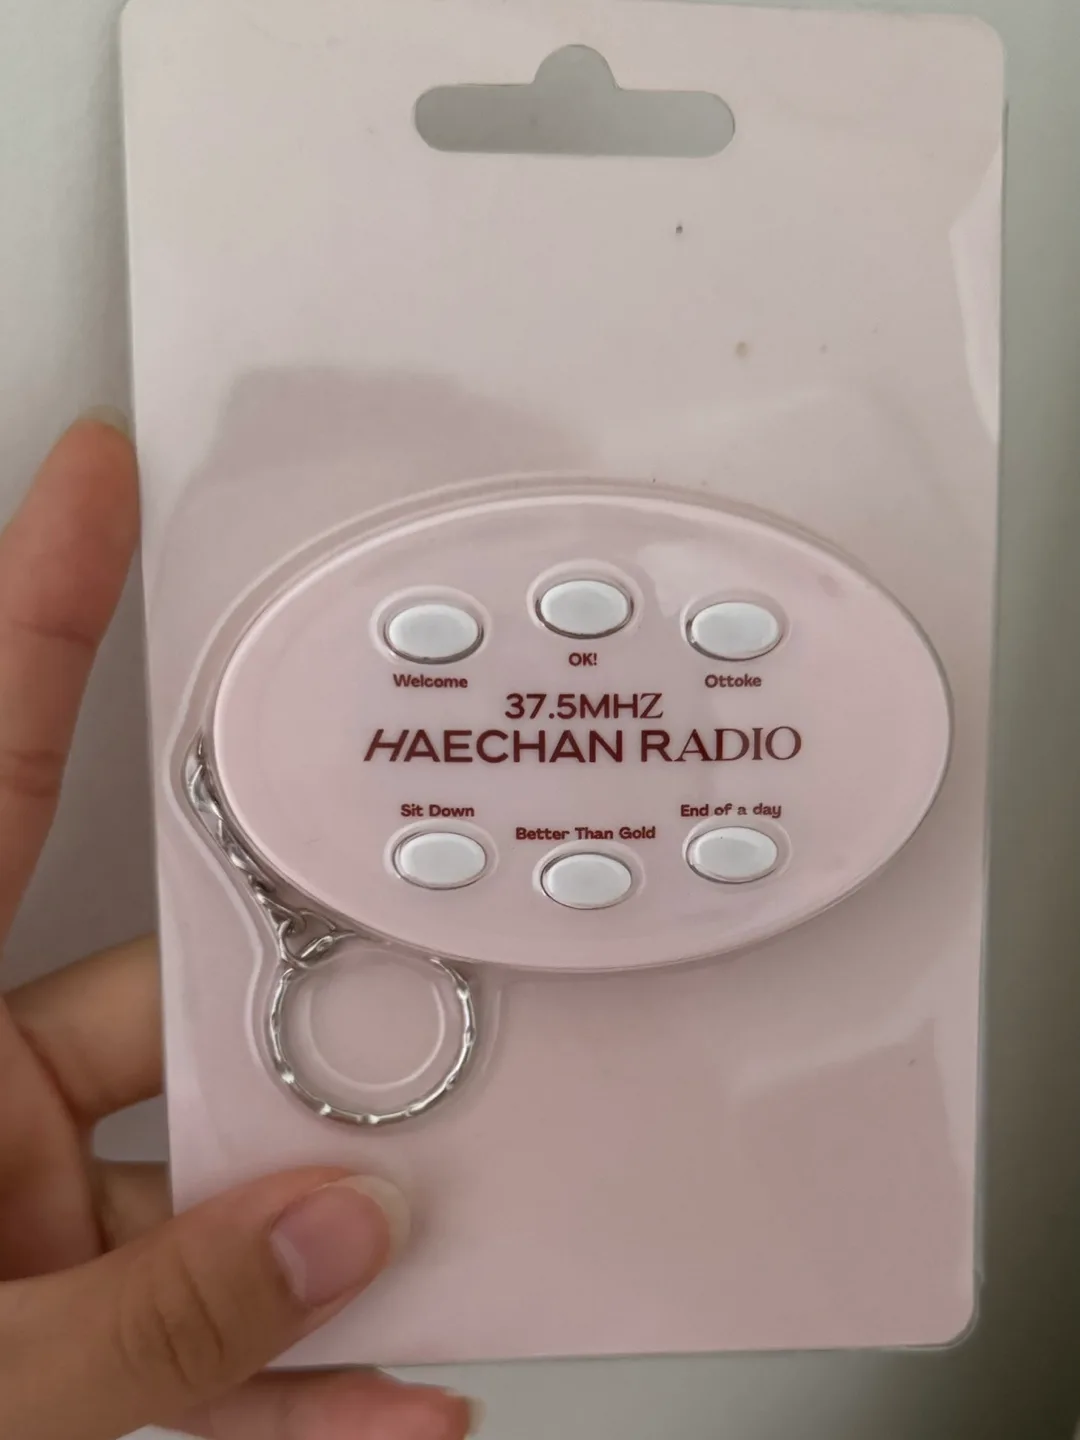 Welcome
OK!
Ottoke
37.5MHZ
HAECHAN RADIO
Sit Down
Better Than Gold
End of a day